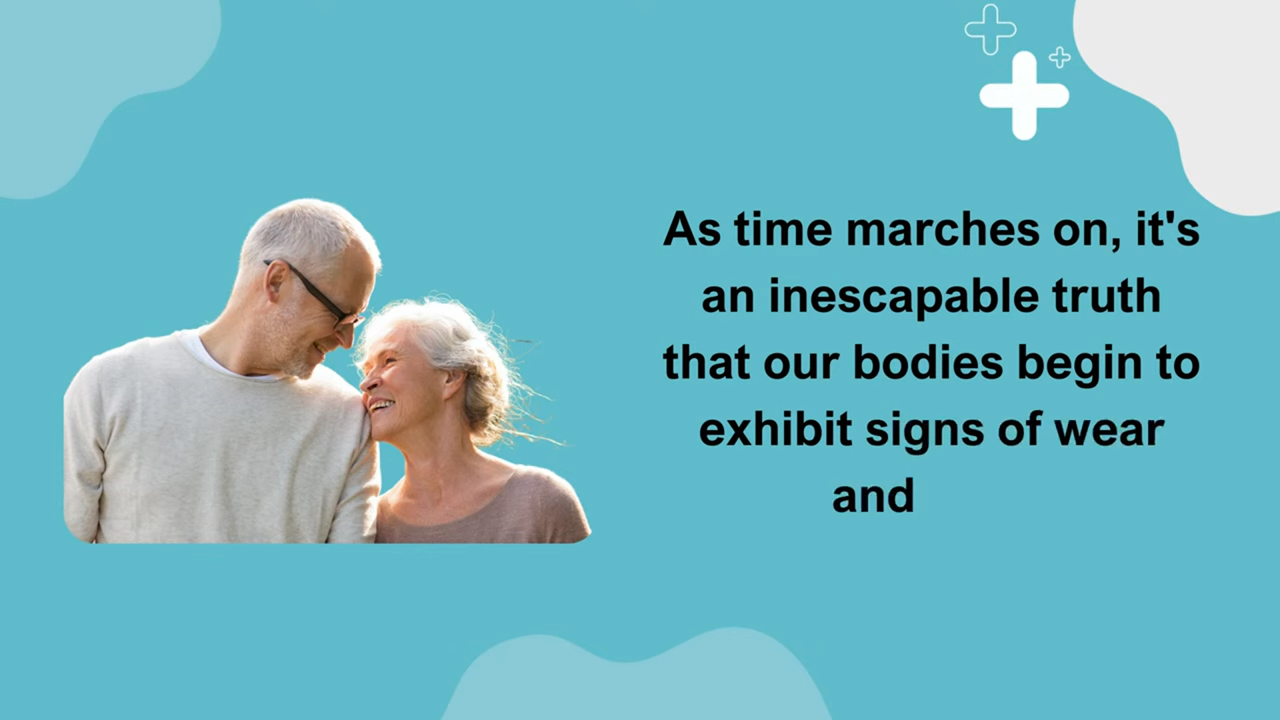 As time marches on, it's
an inescapable truth
that our bodies begin to
exhibit signs of wear
and